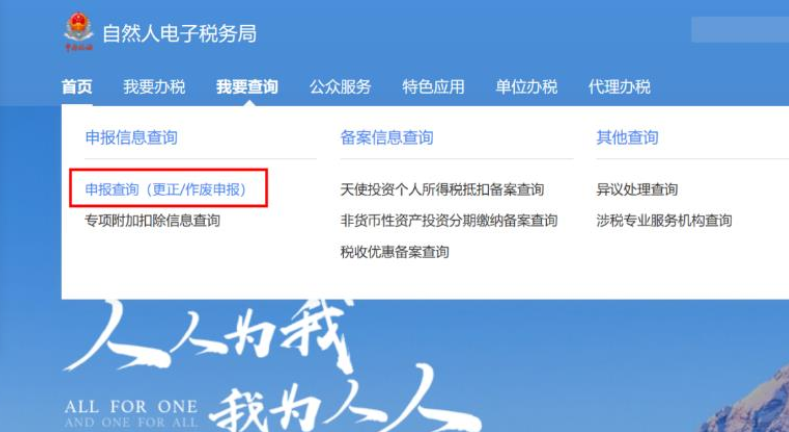 自然人电子税务局
首页 我要办税 我要查询 公众服务 特色应用 单位办税 代理办税
申报信息查询 备案信息查询 其他查询
申报查询（更正/作废申报） 天使投资个人所得税抵扣备案查询 异议处理查询
专项附加扣除信息查询 非货币性资产投资分期缴纳备案查询 涉税专业服务机构查询
税收优惠备案查询
人人为我
ALL FOR ONE
AND ONE FOR ALL
我为人人